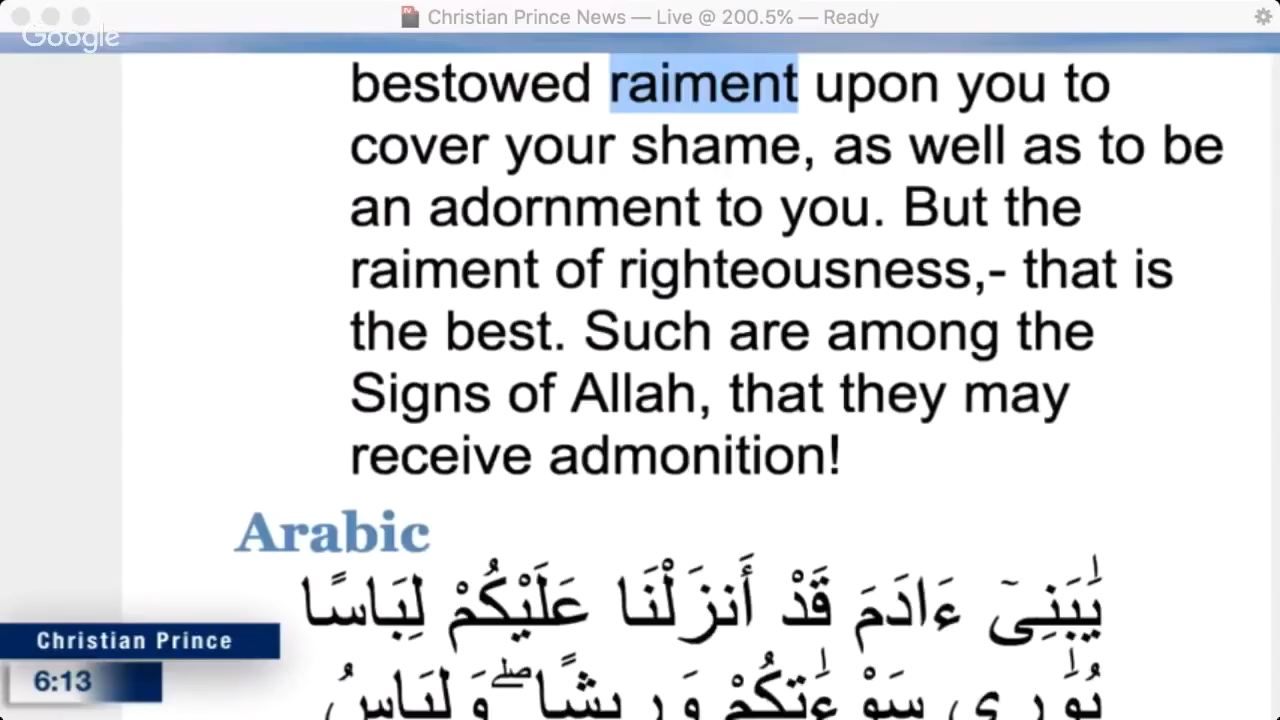 Christian Prince News — Live @ 200.5% — Ready
Google
bestowed raiment upon you to
cover your shame, as well as to be
an adornment to you. But the
raiment of righteousness,- that is
the best. Such are among the
Signs of Allah, that they may
receive admonition!
Arabic
يَٰبَنِىٓ ءَادَمَ قَدْ أَنزَلْنَا عَلَيْكُمْ لِبَاسًا
يُوَٰرِى سَوْءَٰتِكُمْ وَرِيشًا ۖ وَلِبَاسُ
Christian Prince
6:13